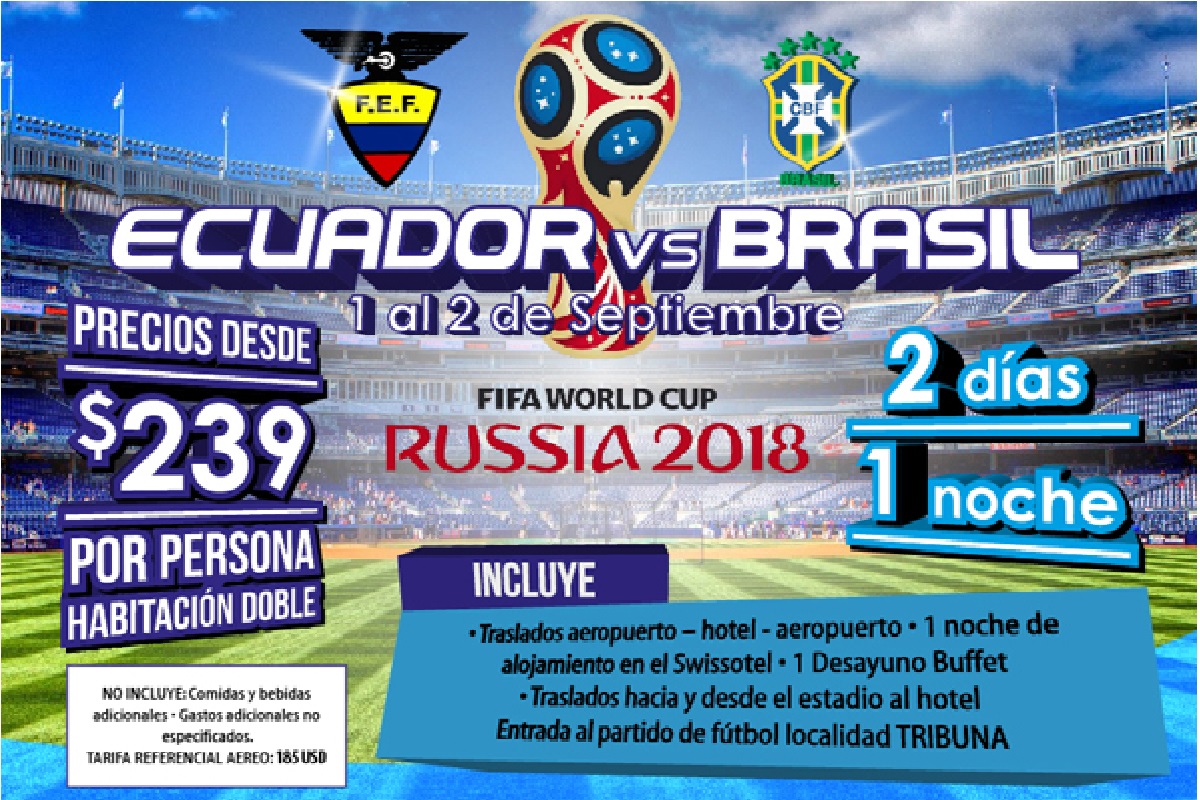 F.E.F.
CBF
BRASIL
ECUADOR VS BRASIL
1 al 2 de Septiembre
PRECIOS DESDE
$239
POR PERSONA
HABITACIÓN DOBLE
FIFA WORLD CUP
RUSSIA 2018
2 días
1 noche
INCLUYE
• Traslados aeropuerto – hotel - aeropuerto • 1 noche de
alojamiento en el Swissotel • 1 Desayuno Buffet
• Traslados hacia y desde el estadio al hotel
Entrada al partido de fútbol localidad TRIBUNA
NO INCLUYE: Comidas y bebidas
adicionales - Gastos adicionales no
especificados.
TARIFA REFERENCIAL AEREO: 185 USD